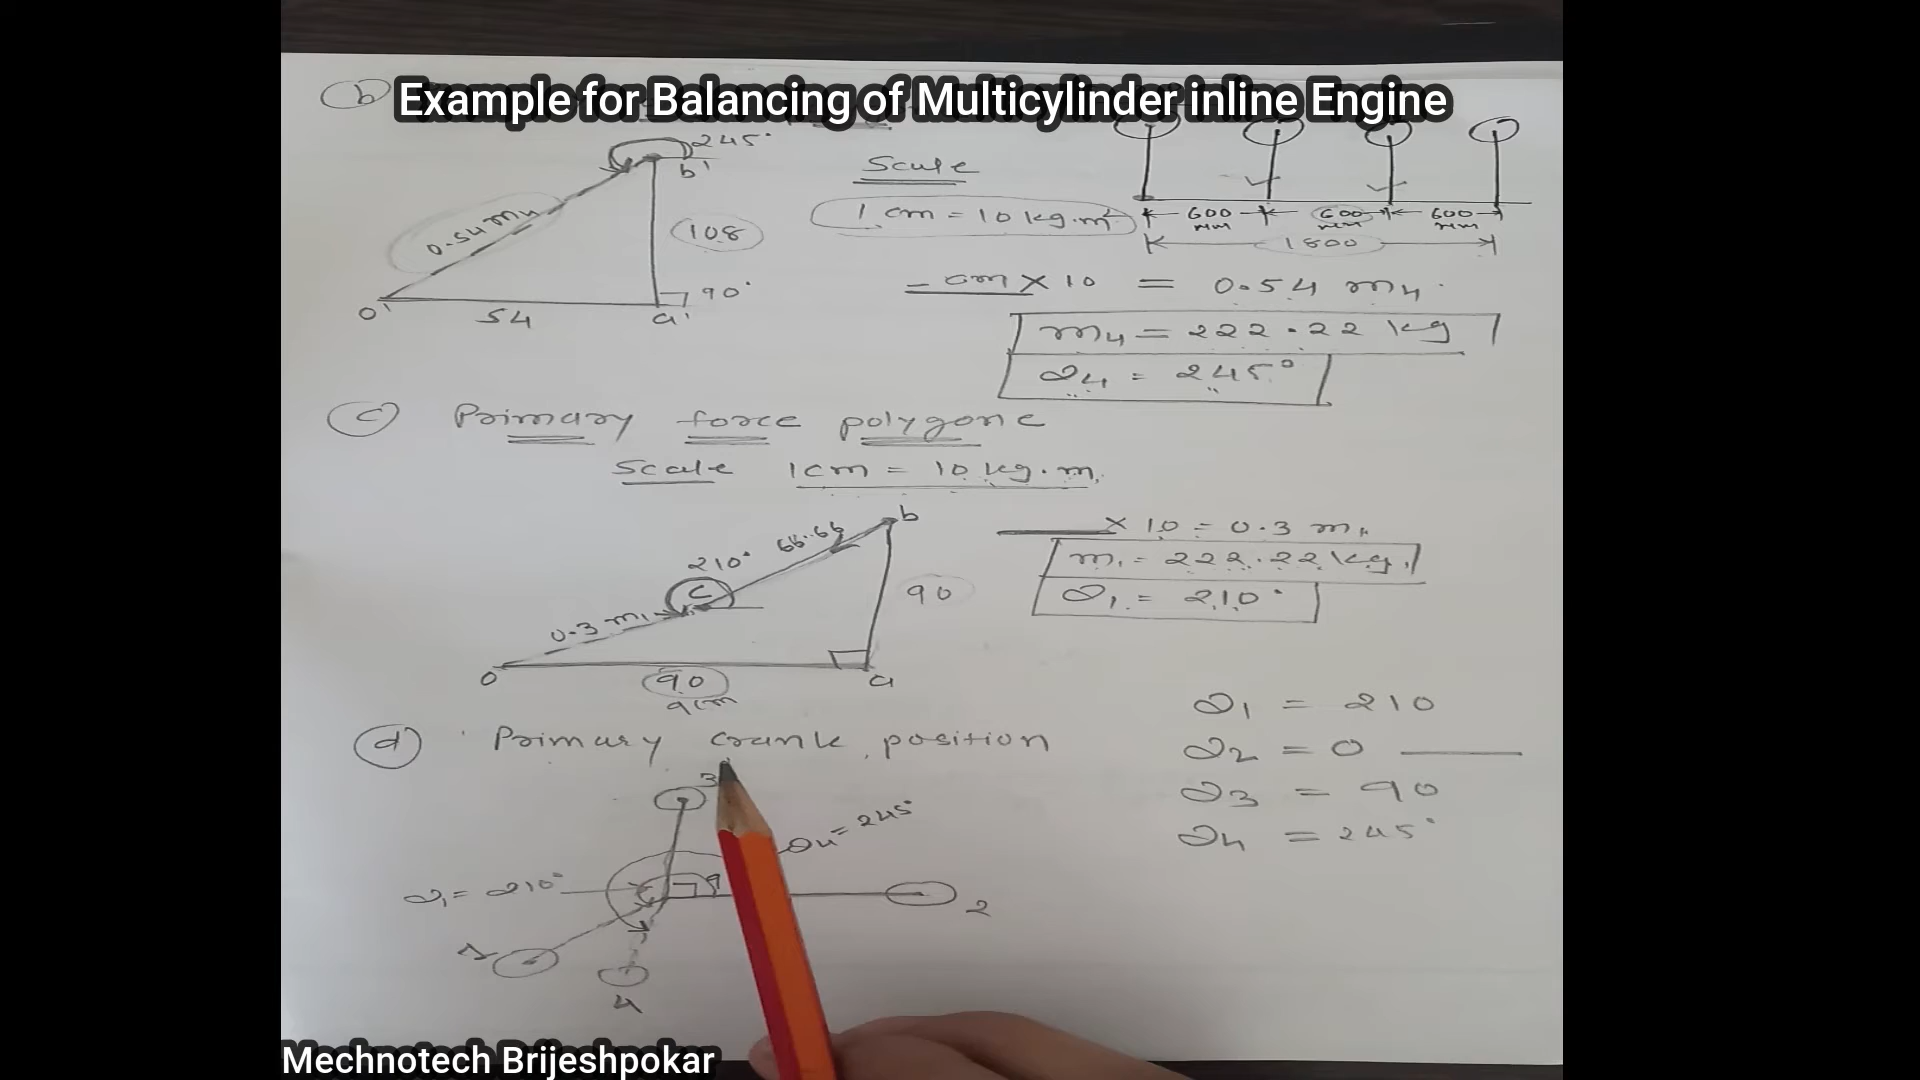 Example for Balancing of Multicylinder inline Engine
b
245°
b'
Scale
0.54 m4
108
1 cm = 10 kg.m²
600 mm 600 mm 600 mm
1800
90°
o' 54 a'
- cm × 10 = 0.54 m4.
m4 = 222.22 kg
θ4 = 245°
c Primary force polygone
Scale 1cm = 10 kg.m.
b
210° 66.66
× 10 = 0.3 m1
m1 = 222.22 kg.
c
90
θ1 = 210°
0.3 m1
o 90 a
9cm
θ1 = 210
d Primary crank position
θ2 = 0
3
θ3 = 90
θ4 = 245°
θ4 = 245°
θ1 = 210°
2
1
4
Mechnotech Brijeshpokar